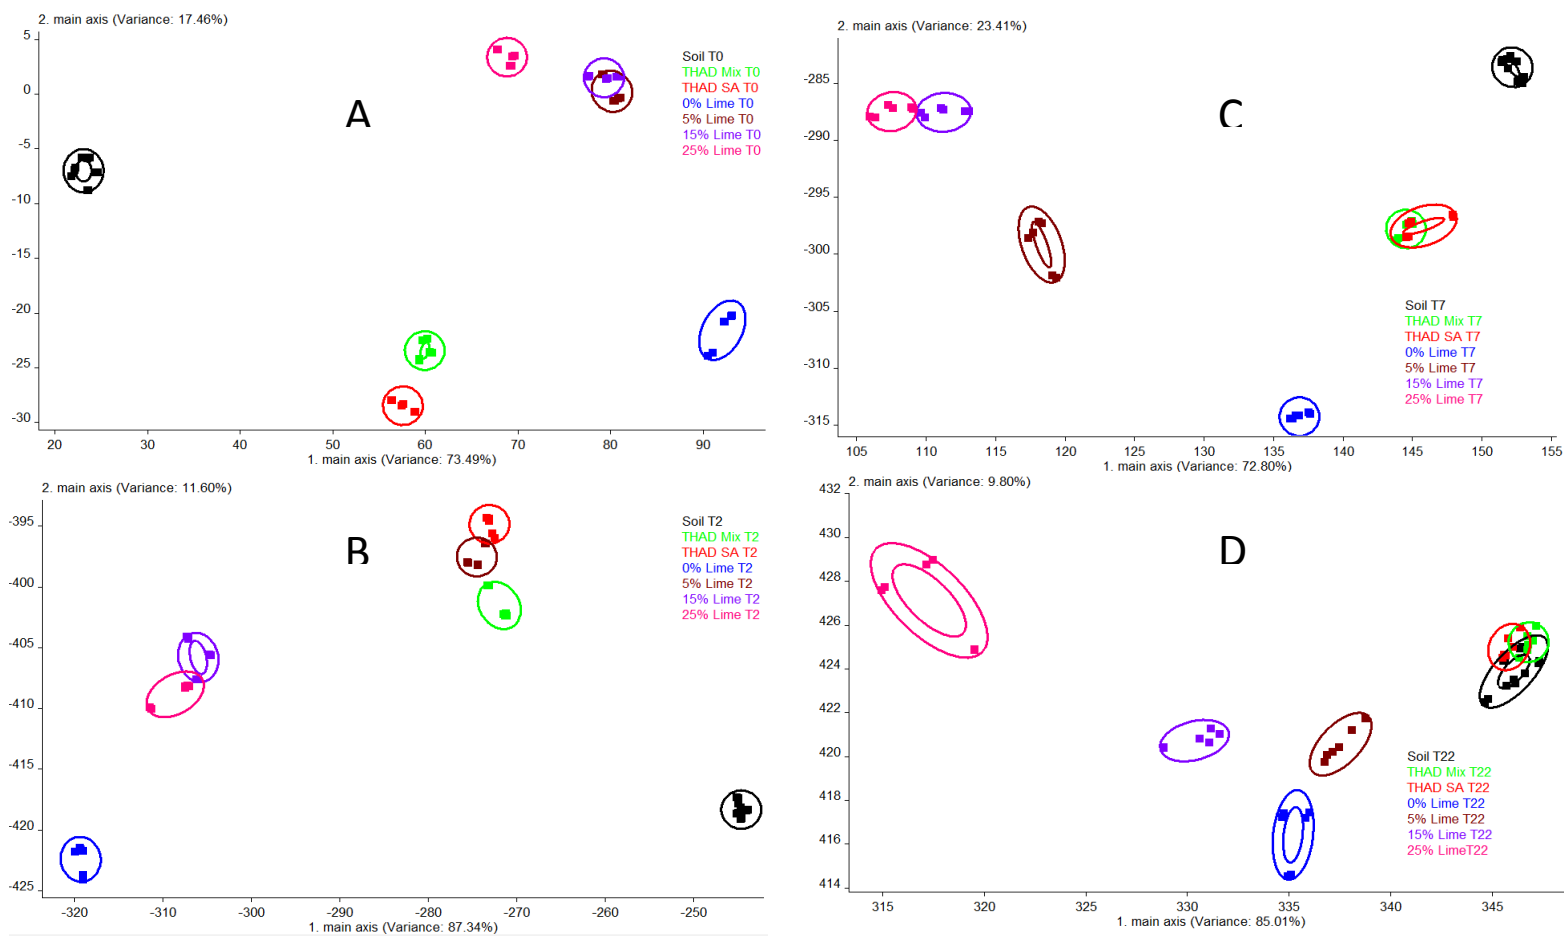 2. main axis (Variance: 17.46%)
5
0
-5
-10
-15
-20
-25
-30
20 30 40 50 60 70 80 90
1. main axis (Variance: 73.49%)
A
Soil T0
THAD Mix T0
THAD SA T0
0% Lime T0
5% Lime T0
15% Lime T0
25% Lime T0
2. main axis (Variance: 23.41%)
-285
-290
-295
-300
-305
-310
-315
105 110 115 120 125 130 135 140 145 150 155
1. main axis (Variance: 72.80%)
C
Soil T7
THAD Mix T7
THAD SA T7
0% Lime T7
5% Lime T7
15% Lime T7
25% Lime T7
2. main axis (Variance: 11.60%)
-395
-400
-405
-410
-415
-420
-425
-320 -310 -300 -290 -280 -270 -260 -250
1. main axis (Variance: 87.34%)
B
Soil T2
THAD Mix T2
THAD SA T2
0% Lime T2
5% Lime T2
15% Lime T2
25% Lime T2
2. main axis (Variance: 9.80%)
432
430
428
426
424
422
420
418
416
414
315 320 325 330 335 340 345
1. main axis (Variance: 85.01%)
D
Soil T22
THAD Mix T22
THAD SA T22
0% Lime T22
5% Lime T22
15% Lime T22
25% LimeT22